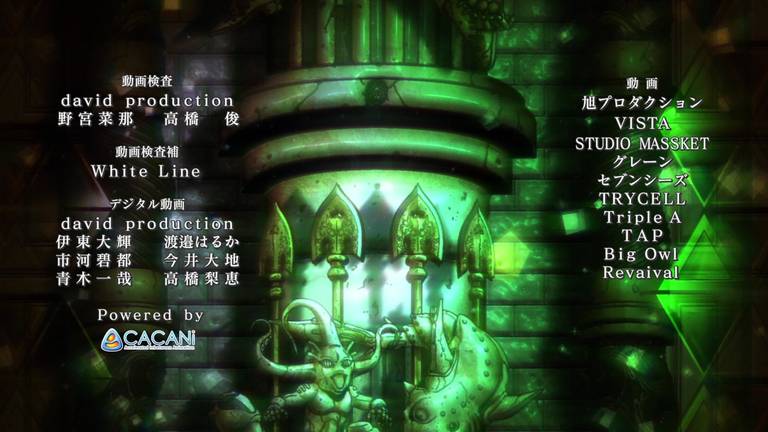 動画検査
david production
野宮菜那 高橋 俊
動画検査補
White Line
デジタル動画
david production
伊東大輝 渡邉はるか
市河碧都 今井大地
青木一哉 高橋梨恵
Powered by
CACANi
動画
旭プロダクション
VISTA
STUDIO MASSKET
グレーン
セブンシーズ
TRYCELL
Triple A
TAP
Big Owl
Revaival